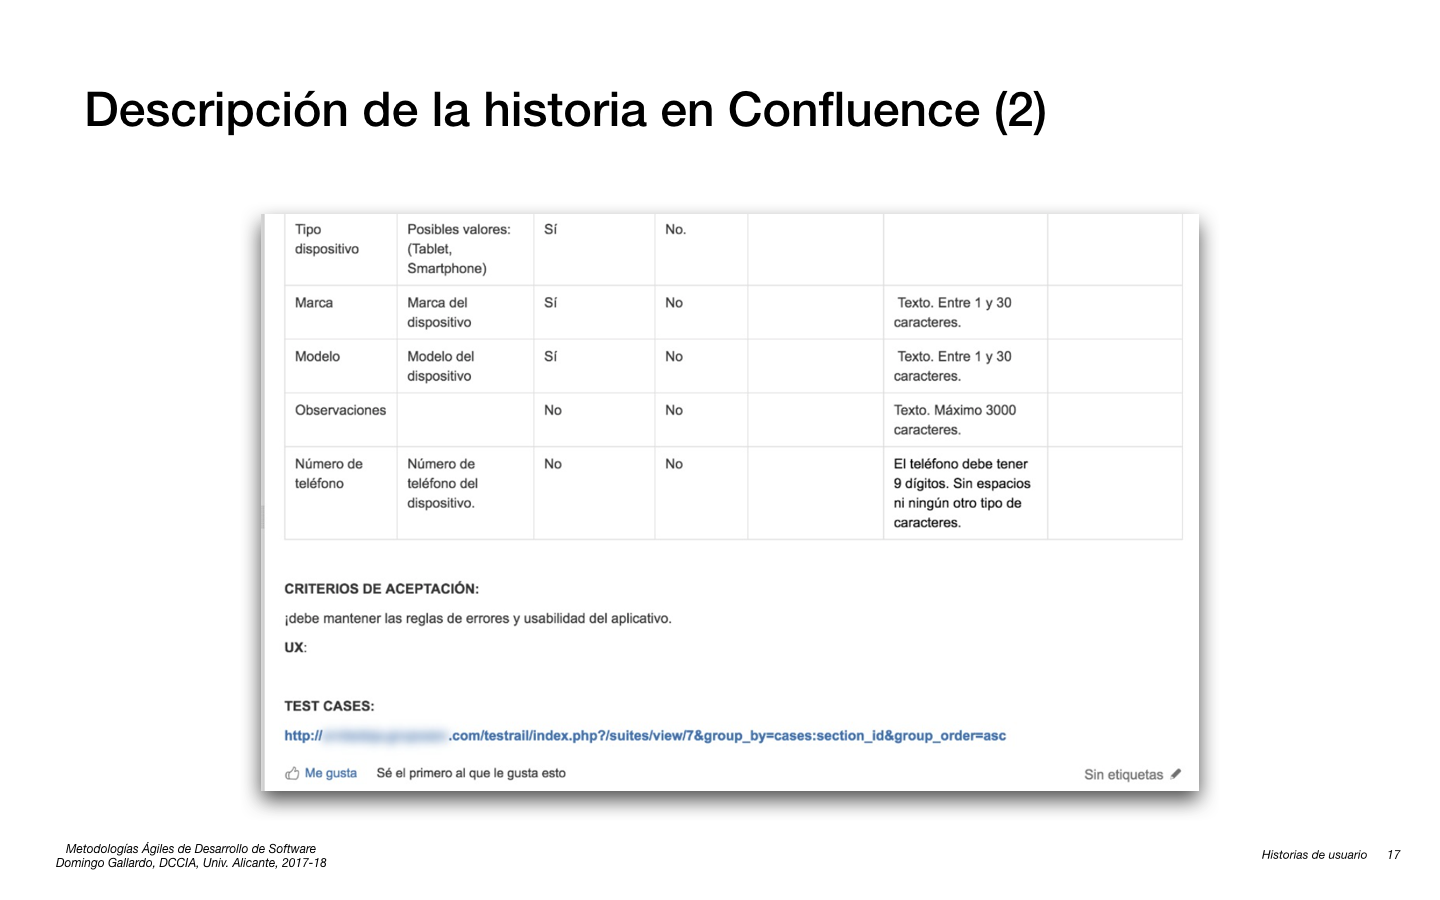 Descripción de la historia en Confluence (2)
Tipo
dispositivo
Posibles valores:
(Tablet,
Smartphone)
Sí
No.
Marca
Marca del
dispositivo
Sí
No
Texto. Entre 1 y 30
caracteres.
Modelo
Modelo del
dispositivo
Sí
No
Texto. Entre 1 y 30
caracteres.
Observaciones
No
No
Texto. Máximo 3000
caracteres.
Número de
teléfono
Número de
teléfono del
dispositivo.
No
No
El teléfono debe tener
9 dígitos. Sin espacios
ni ningún otro tipo de
caracteres.
CRITERIOS DE ACEPTACIÓN:
¡debe mantener las reglas de errores y usabilidad del aplicativo.
UX:
TEST CASES:
http:// .com/testrail/index.php?/suites/view/7&group_by=cases:section_id&group_order=asc
Me gusta Sé el primero al que le gusta esto
Sin etiquetas
Metodologías Ágiles de Desarrollo de Software
Domingo Gallardo, DCCIA, Univ. Alicante, 2017-18
Historias de usuario 17